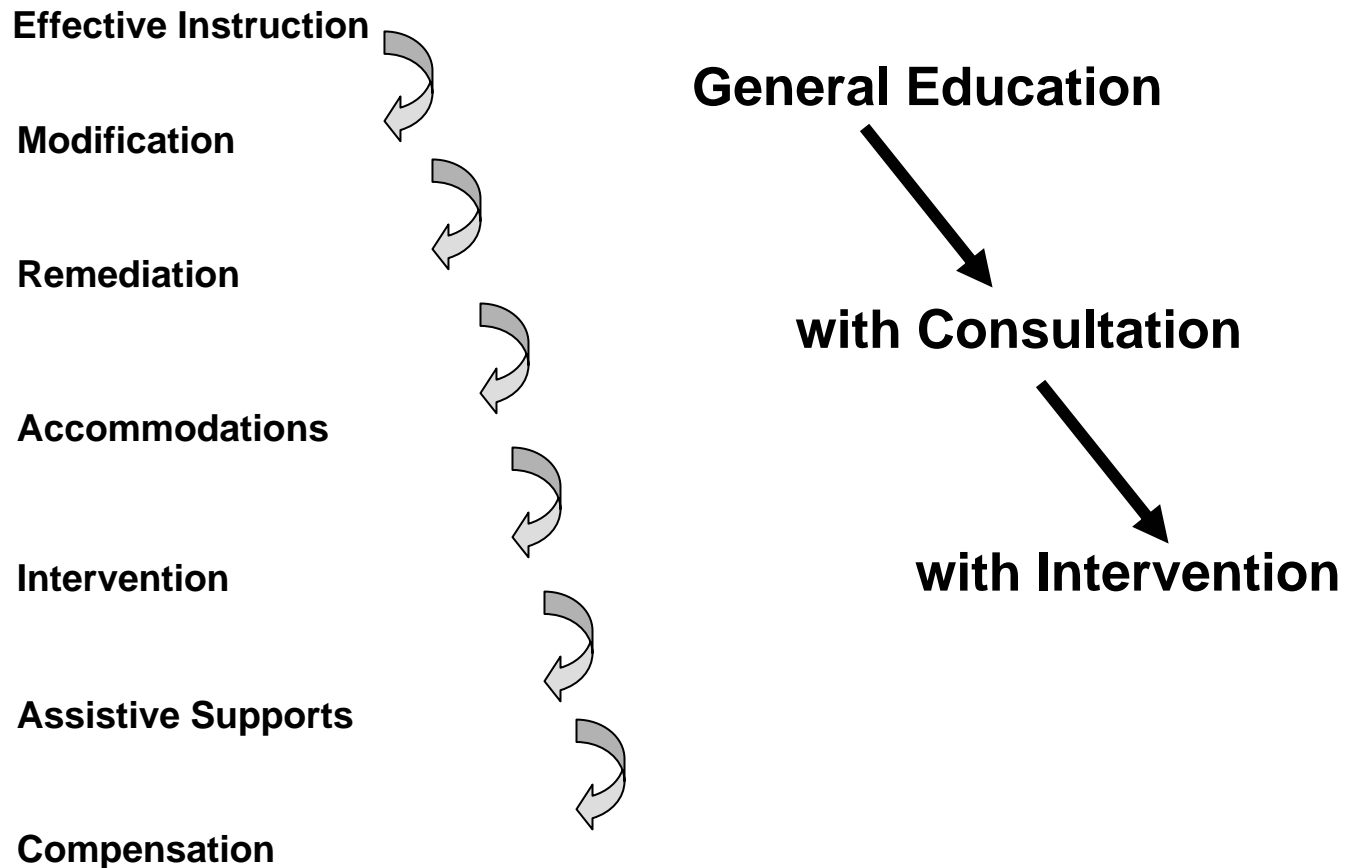 Effective Instruction
Modification
Remediation
Accommodations
Intervention
Assistive Supports
Compensation
General Education
with Consultation
with Intervention